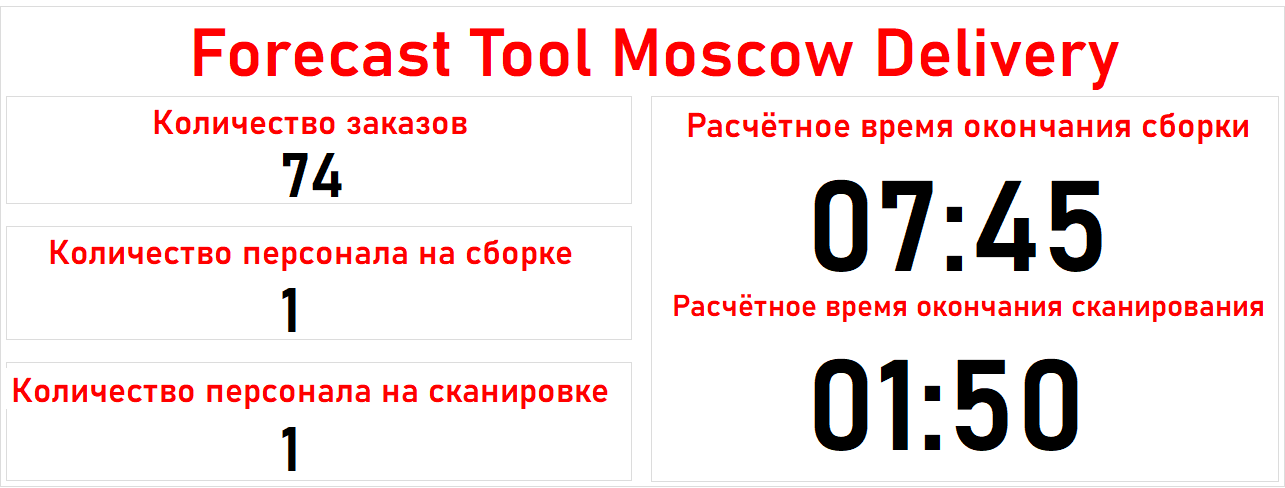 Forecast Tool Moscow Delivery
Количество заказов
74
Количество персонала на сборке
1
Количество персонала на сканировке
1
Расчётное время окончания сборки
07:45
Расчётное время окончания сканирования
01:50